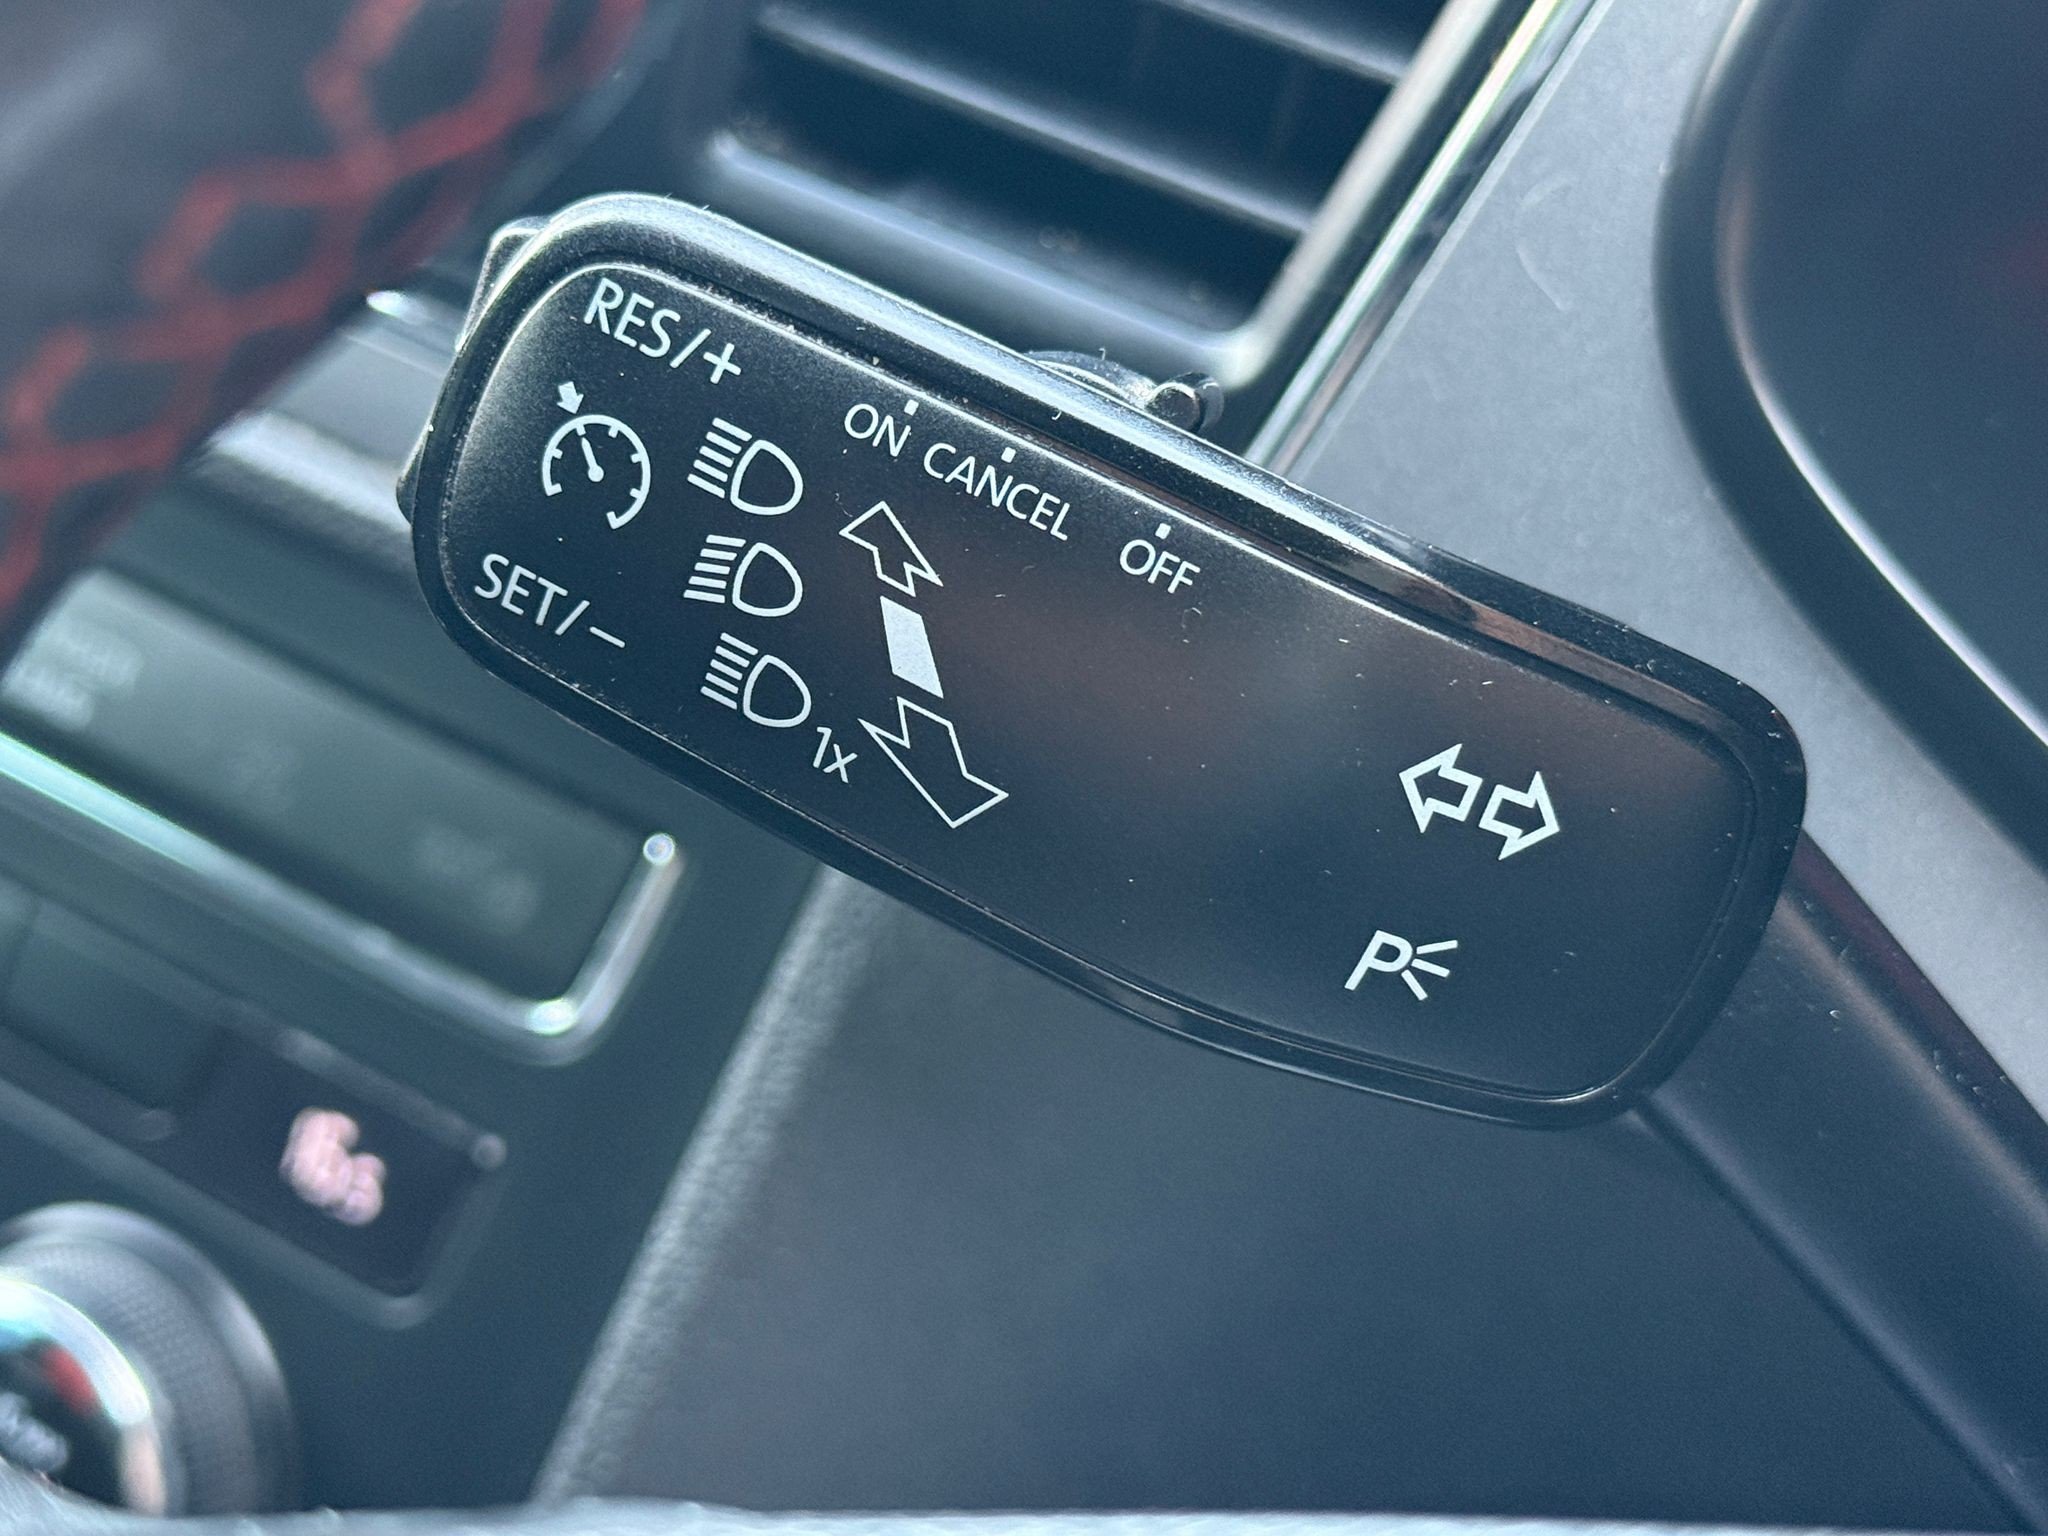 RES/+
ON CANCEL OFF
SET/−
1x
P